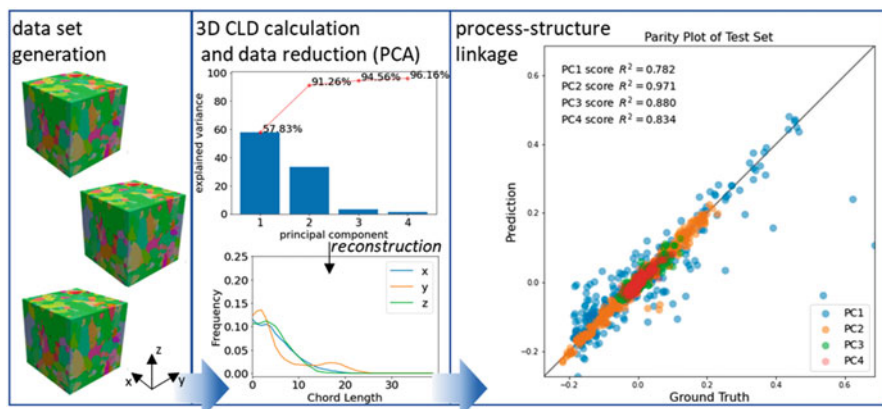 data set
generation
z
x
y
3D CLD calculation
and data reduction (PCA)
100
80
60
40
20
0
explained variance
57.83%
91.26%
94.56%
96.16%
1 2 3 4
principal component
reconstruction
0.25
0.20
0.15
0.10
0.05
0.00
Frequency
x
y
z
0 10 20 30
Chord Length
process-structure
linkage
Parity Plot of Test Set
PC1 score R² = 0.782
PC2 score R² = 0.971
PC3 score R² = 0.880
PC4 score R² = 0.834
0.6
0.4
0.2
0.0
−0.2
Prediction
PC1
PC2
PC3
PC4
−0.2 0.0 0.2 0.4 0.6
Ground Truth